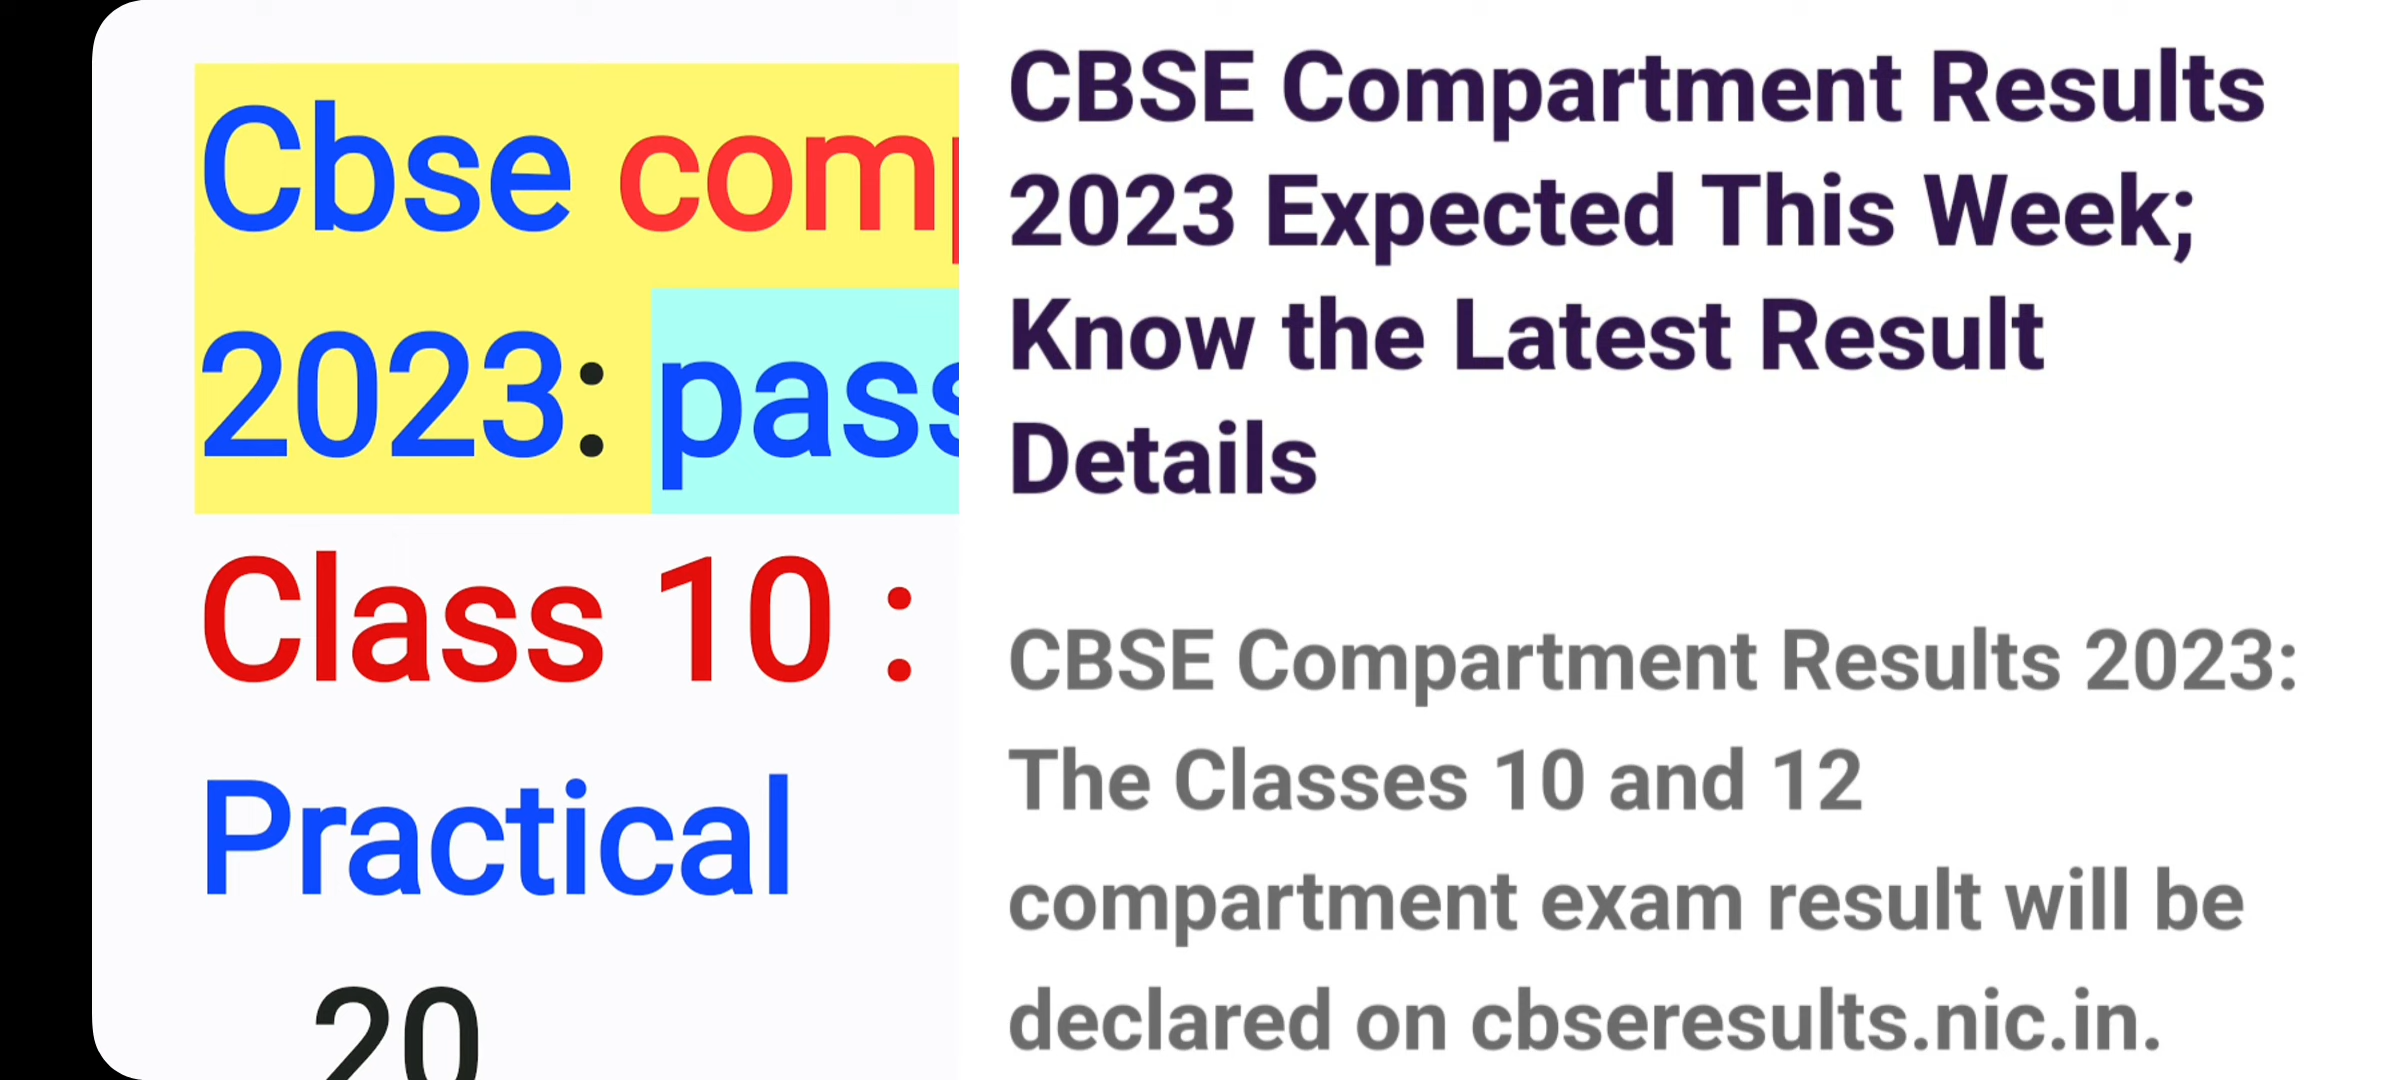 Cbse com
2023: pass
Class 10 :
Practical
20
CBSE Compartment Results
2023 Expected This Week;
Know the Latest Result
Details
CBSE Compartment Results 2023:
The Classes 10 and 12
compartment exam result will be
declared on cbseresults.nic.in.